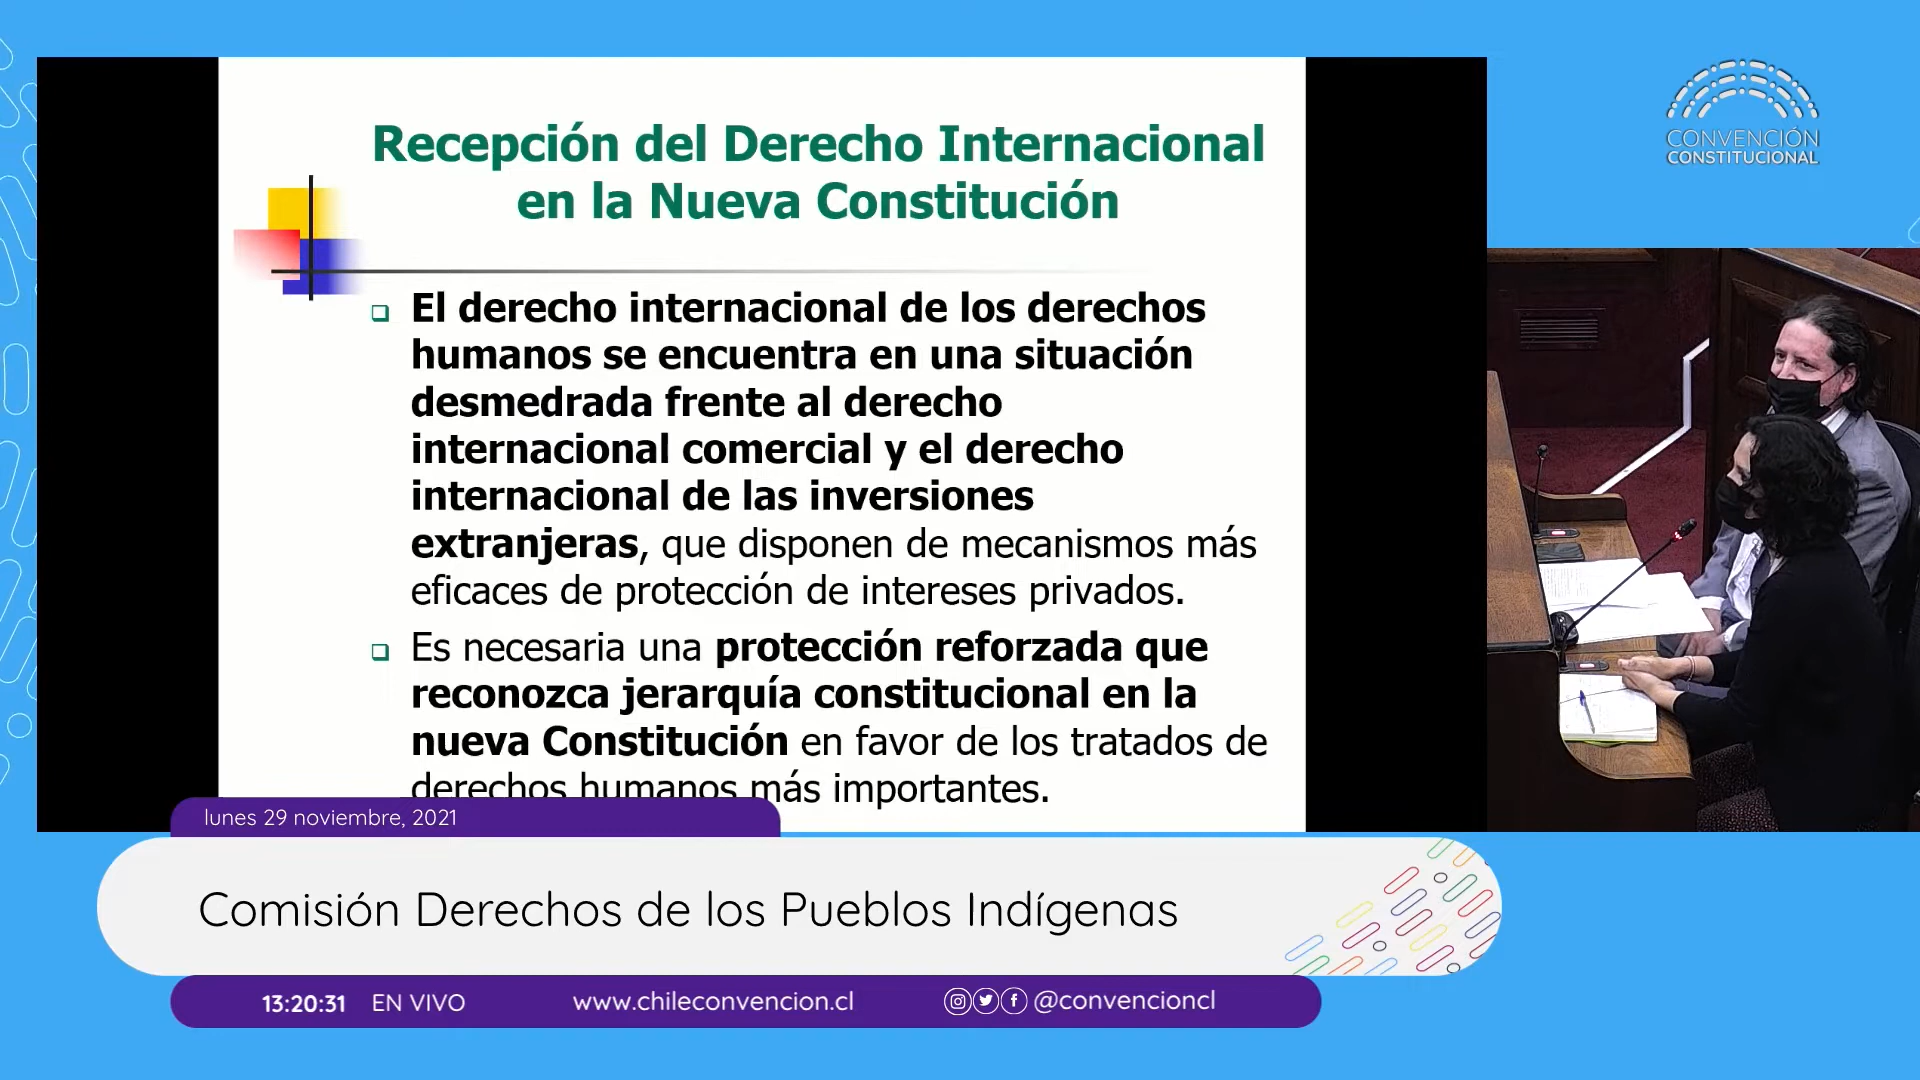 CONVENCIÓN
CONSTITUCIONAL
Recepción del Derecho Internacional
en la Nueva Constitución
El derecho internacional de los derechos
humanos se encuentra en una situación
desmedrada frente al derecho
internacional comercial y el derecho
internacional de las inversiones
extranjeras, que disponen de mecanismos más
eficaces de protección de intereses privados.
Es necesaria una protección reforzada que
reconozca jerarquía constitucional en la
nueva Constitución en favor de los tratados de
derechos humanos más importantes.
lunes 29 noviembre, 2021
Comisión Derechos de los Pueblos Indígenas
13:20:31 EN VIVO www.chileconvencion.cl @convencioncl